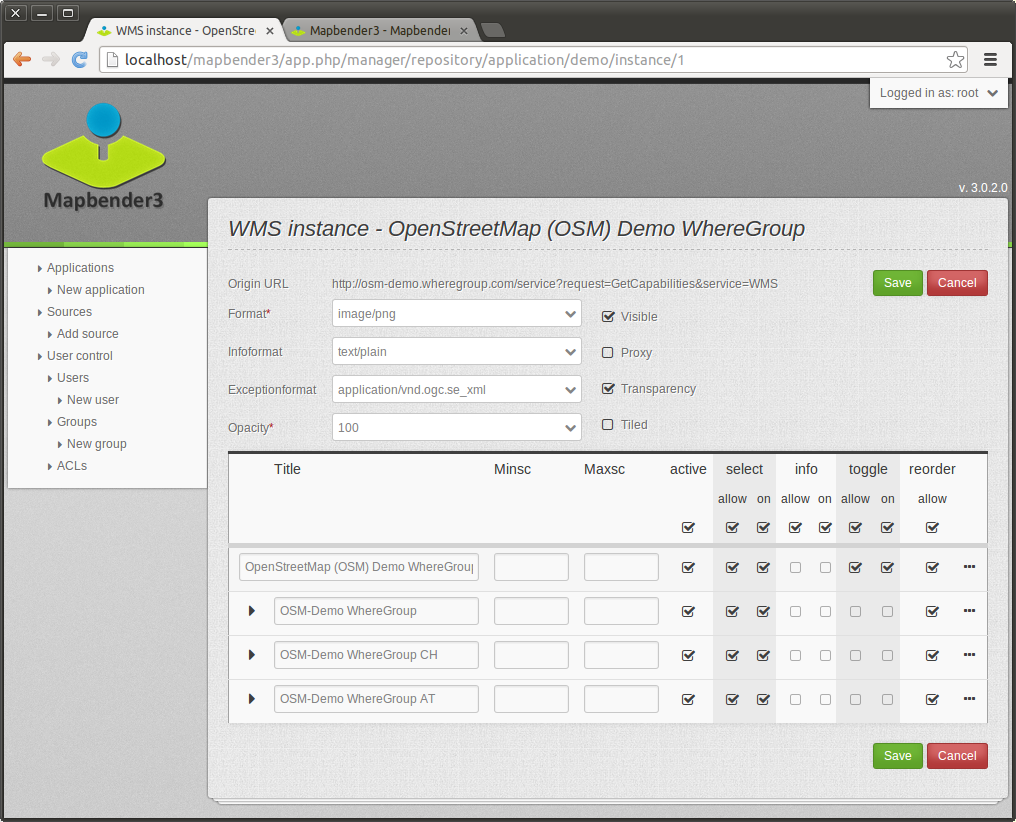 WMS instance - OpenStree
Mapbender3 - Mapbender
localhost/mapbender3/app.php/manager/repository/application/demo/instance/1
Logged in as: root
Mapbender3
v. 3.0.2.0
Applications
New application
Sources
Add source
User control
Users
New user
Groups
New group
ACLs
WMS instance - OpenStreetMap (OSM) Demo WhereGroup
Origin URL http://osm-demo.wheregroup.com/service?request=GetCapabilities&service=WMS Save Cancel
Format* image/png Visible
Infoformat text/plain Proxy
Exceptionformat application/vnd.ogc.se_xml Transparency
Opacity* 100 Tiled
Title Minsc Maxsc active select info toggle reorder
allow on allow on allow on allow
OpenStreetMap (OSM) Demo WhereGroup
OSM-Demo WhereGroup
OSM-Demo WhereGroup CH
OSM-Demo WhereGroup AT
Save Cancel